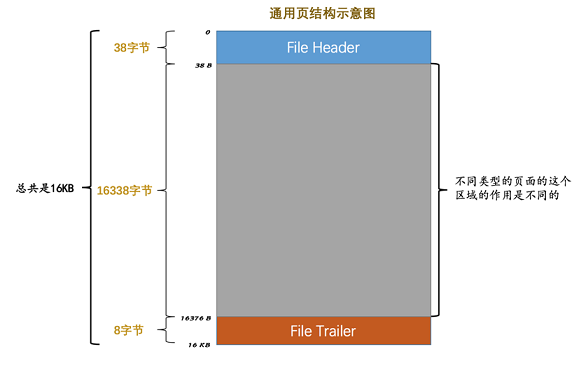 通用页结构示意图
0
38字节
File Header
38 B
总共是16KB
16338字节
不同类型的页面的这个
区域的作用是不同的
16376 B
8字节
File Trailer
16 KB